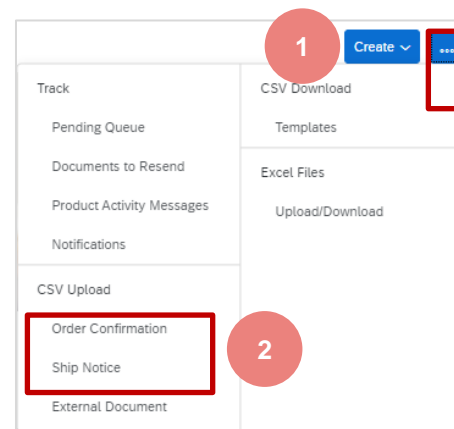 1
Create
...
Track
Pending Queue
Documents to Resend
Product Activity Messages
Notifications
CSV Upload
Order Confirmation
Ship Notice
External Document
CSV Download
Templates
Excel Files
Upload/Download
2